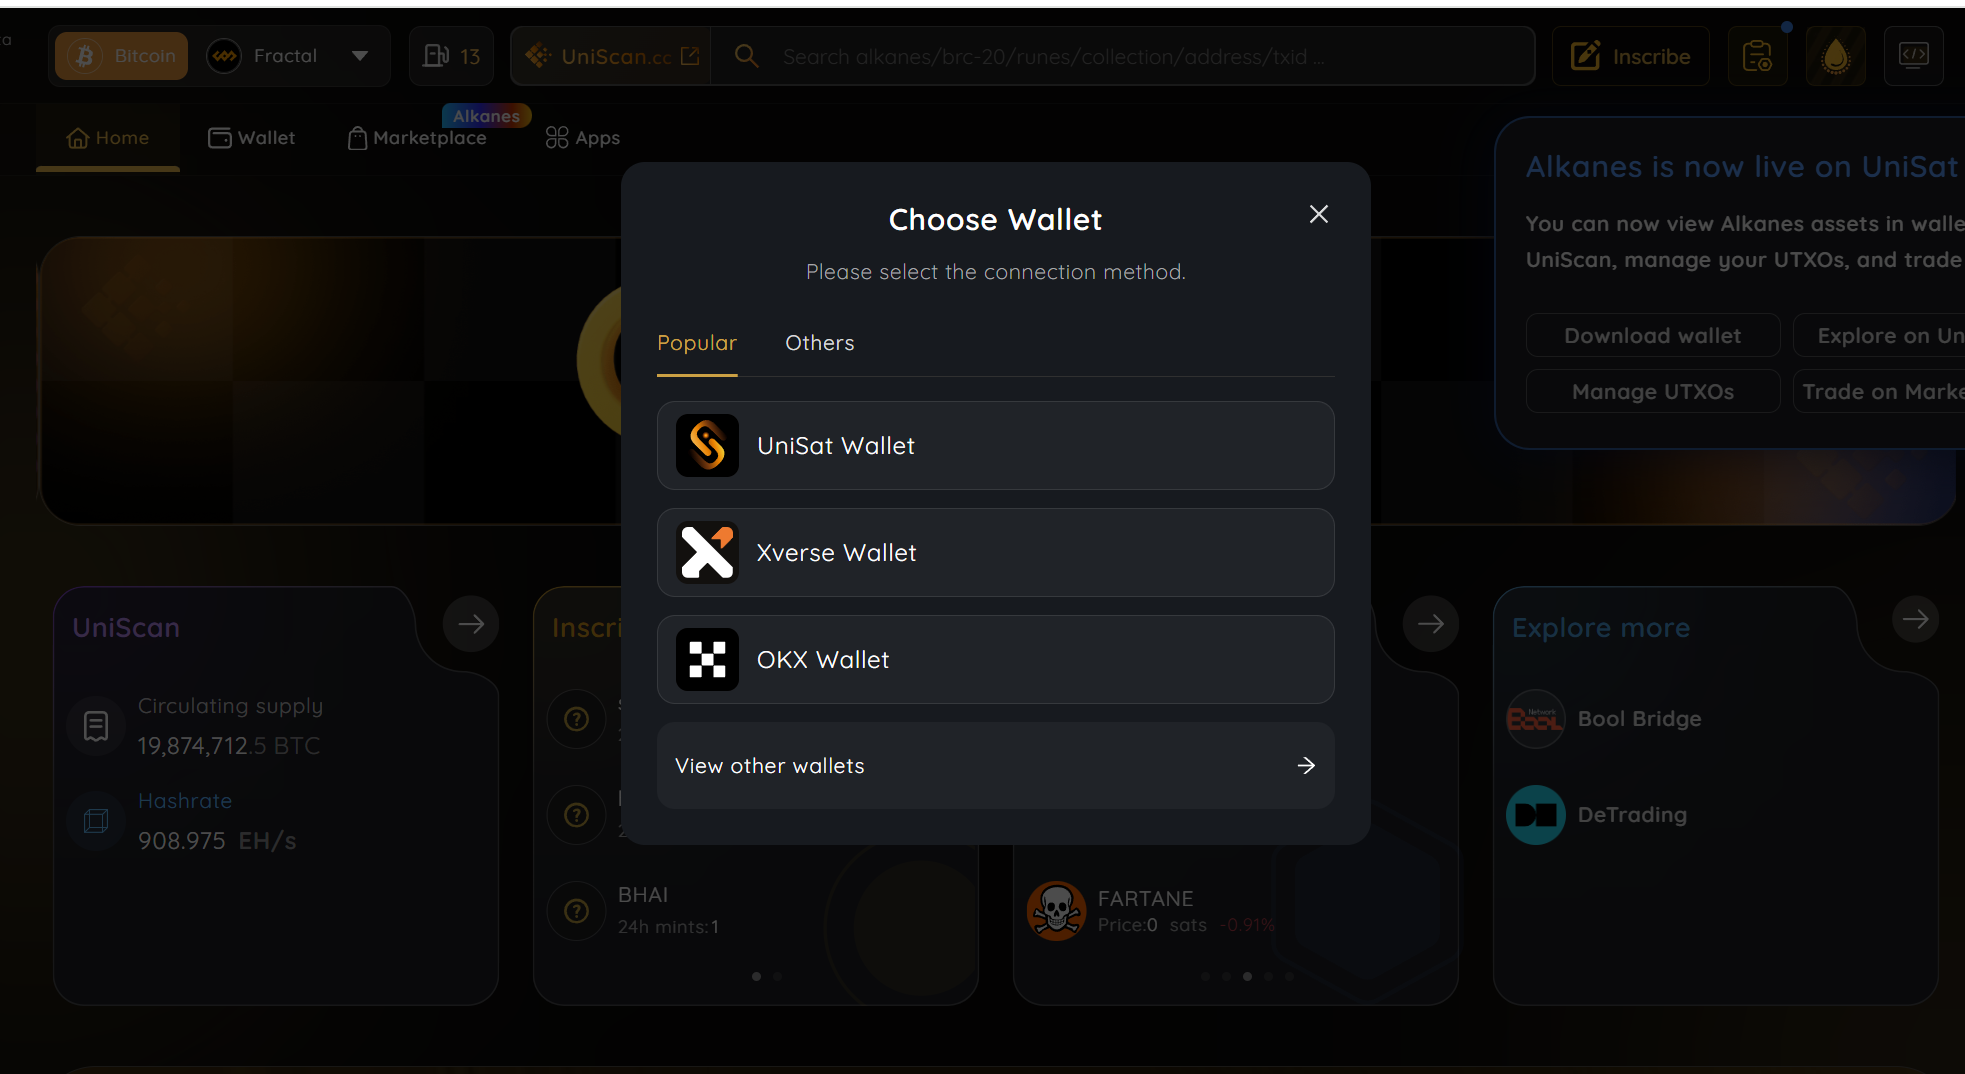 Bitcoin
Fractal
13
UniScan.cc
Search alkanes/brc-20/runes/collection/address/txid ...
Inscribe
Home
Wallet
Marketplace
Alkanes
Apps
Alkanes is now live on UniSat
You can now view Alkanes assets in walle
UniScan, manage your UTXOs, and trade
Download wallet
Explore on Un
Manage UTXOs
Trade on Marke
Choose Wallet
Please select the connection method.
Popular
Others
UniSat Wallet
Xverse Wallet
OKX Wallet
View other wallets
UniScan
Circulating supply
19,874,712.5 BTC
Hashrate
908.975 EH/s
Inscri
BHAI
24h mints:1
FARTANE
Price:0 sats -0.91%
Explore more
Network
Bool
Bool Bridge
DeTrading